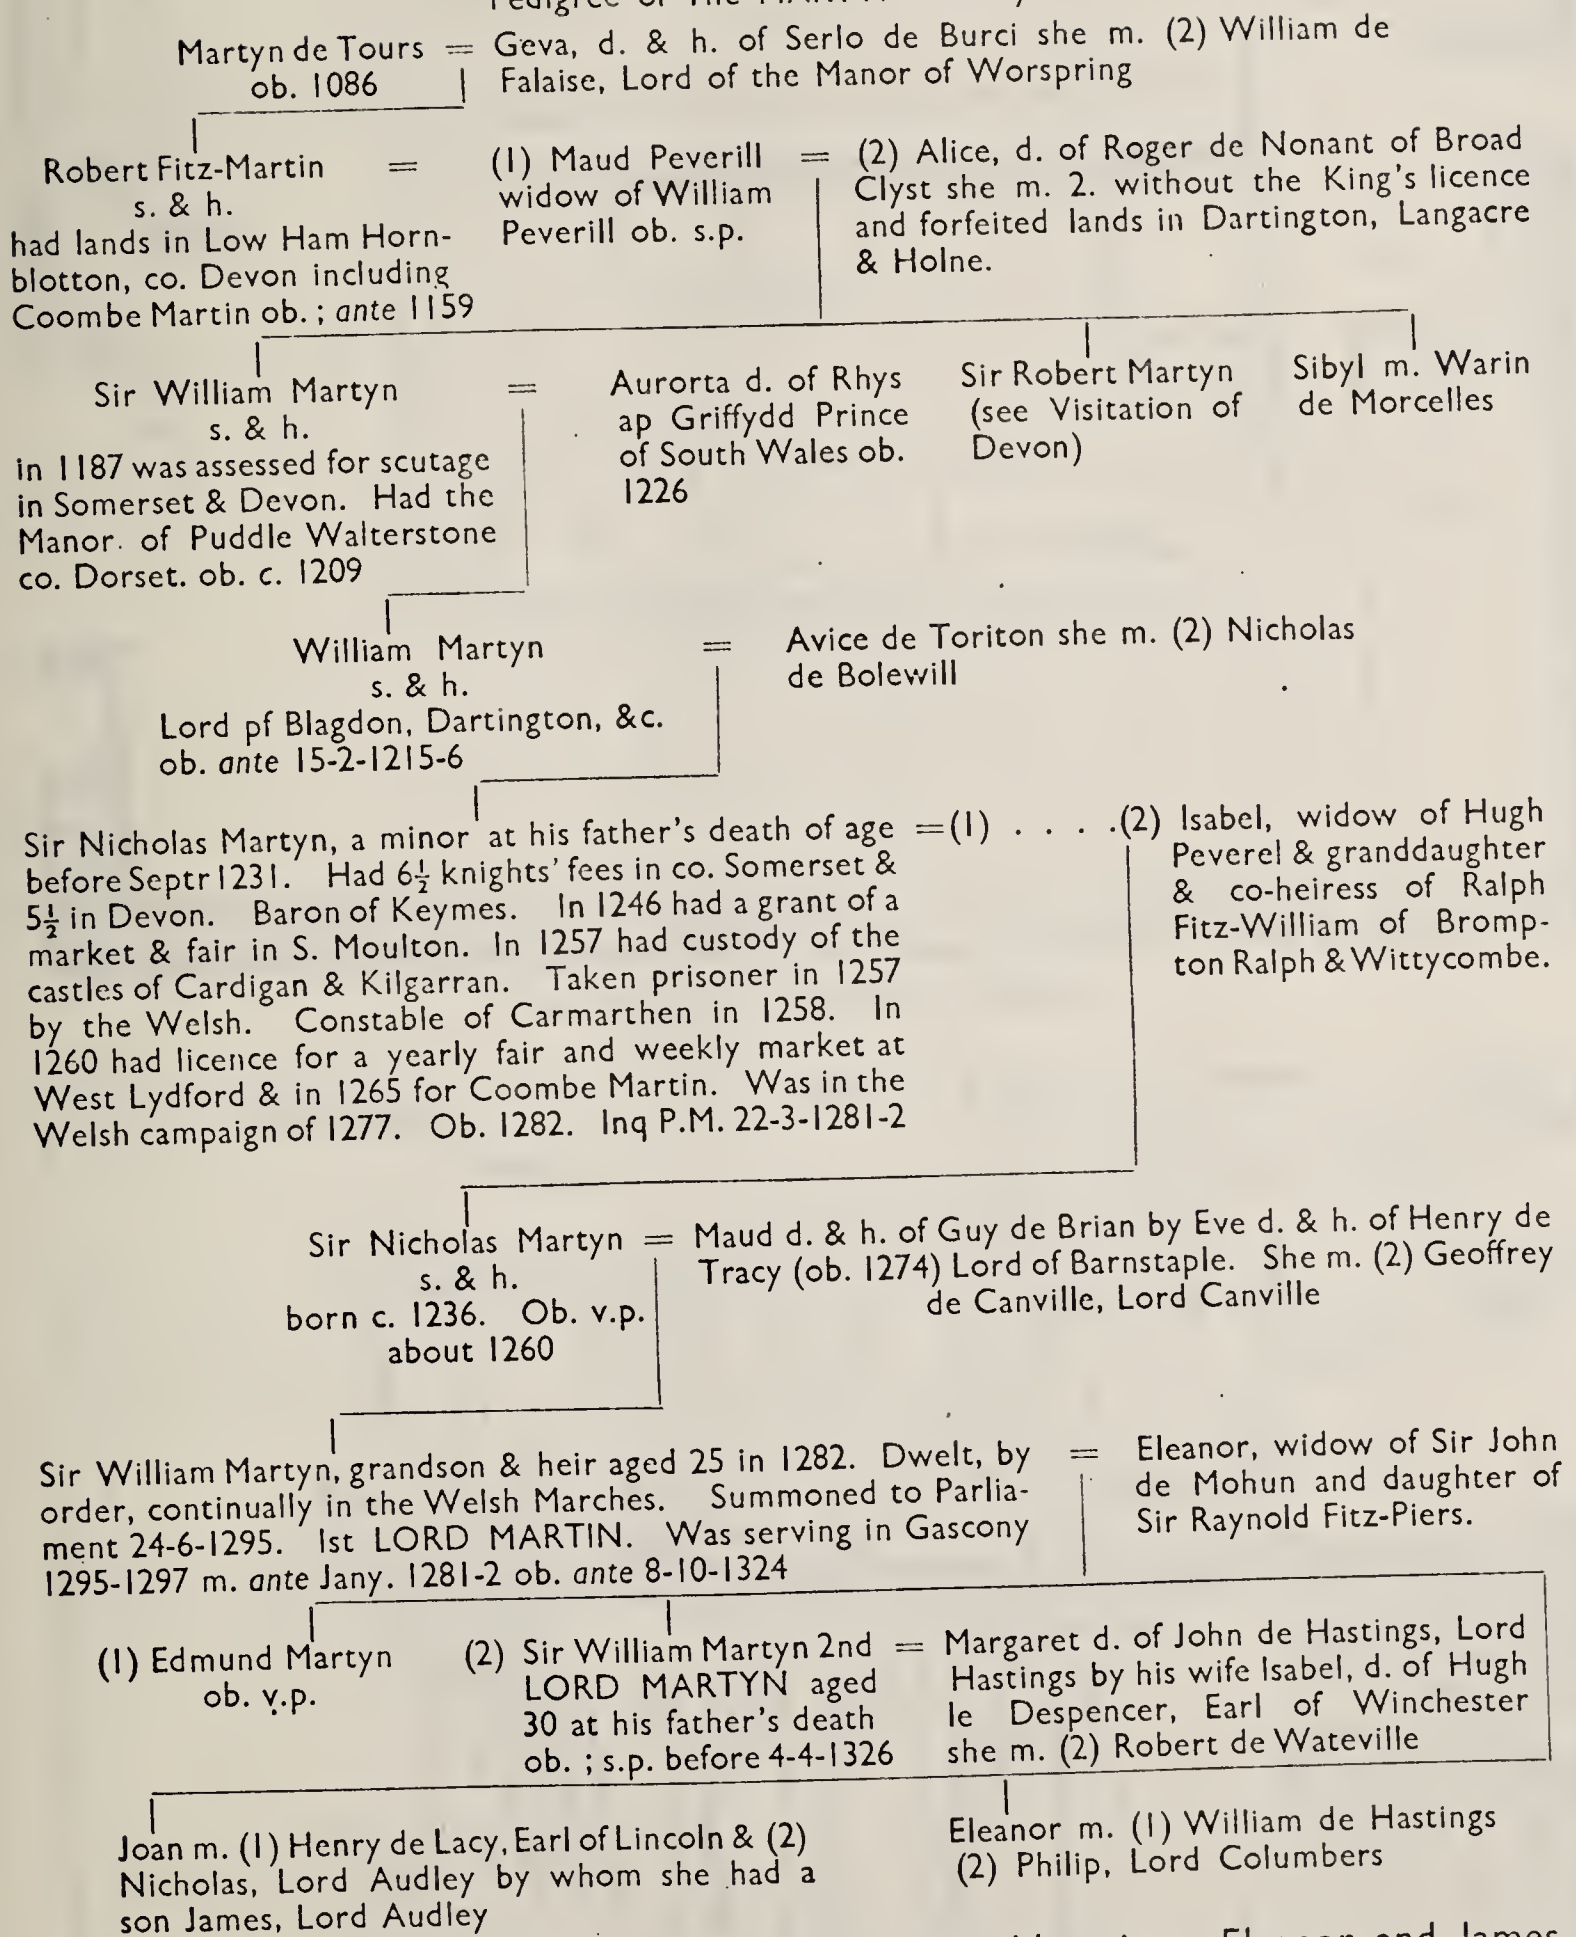 Pedigree of The
Martyn de Tours = Geva, d. & h. of Serlo de Burci she m. (2) William de
ob. 1086 Falaise, Lord of the Manor of Worspring
Robert Fitz-Martin =
s. & h.
had lands in Low Ham Horn-
blotton, co. Devon including
Coombe Martin ob. ; ante 1159
(1) Maud Peverill =
widow of William
Peverill ob. s.p.
(2) Alice, d. of Roger de Nonant of Broad
Clyst she m. 2. without the King's licence
and forfeited lands in Dartington, Langacre
& Holne.
Sir William Martyn =
s. & h.
in 1187 was assessed for scutage
in Somerset & Devon. Had the
Manor. of Puddle Walterstone
co. Dorset. ob. c. 1209
Aurorta d. of Rhys
ap Griffydd Prince
of South Wales ob.
1226
Sir Robert Martyn
(see Visitation of
Devon)
Sibyl m. Warin
de Morcelles
William Martyn =
s. & h.
Lord pf Blagdon, Dartington, &c.
ob. ante 15-2-1215-6
Avice de Toriton she m. (2) Nicholas
de Bolewill
Sir Nicholas Martyn, a minor at his father's death of age =(1) . . . .
before Septr 1231. Had 6½ knights' fees in co. Somerset &
5½ in Devon. Baron of Keymes. In 1246 had a grant of a
market & fair in S. Moulton. In 1257 had custody of the
castles of Cardigan & Kilgarran. Taken prisoner in 1257
by the Welsh. Constable of Carmarthen in 1258. In
1260 had licence for a yearly fair and weekly market at
West Lydford & in 1265 for Coombe Martin. Was in the
Welsh campaign of 1277. Ob. 1282. Inq P.M. 22-3-1281-2
(2) Isabel, widow of Hugh
Peverel & granddaughter
& co-heiress of Ralph
Fitz-William of Bromp-
ton Ralph & Wittycombe.
Sir Nicholas Martyn =
s. & h.
born c. 1236. Ob. v.p.
about 1260
Maud d. & h. of Guy de Brian by Eve d. & h. of Henry de
Tracy (ob. 1274) Lord of Barnstaple. She m. (2) Geoffrey
de Canville, Lord Canville
Sir William Martyn, grandson & heir aged 25 in 1282. Dwelt, by =
order, continually in the Welsh Marches. Summoned to Parlia-
ment 24-6-1295. 1st LORD MARTIN. Was serving in Gascony
1295-1297 m. ante Jany. 1281-2 ob. ante 8-10-1324
Eleanor, widow of Sir John
de Mohun and daughter of
Sir Raynold Fitz-Piers.
(1) Edmund Martyn
ob. v.p.
(2) Sir William Martyn 2nd =
LORD MARTYN aged
30 at his father's death
ob. ; s.p. before 4-4-1326
Margaret d. of John de Hastings, Lord
Hastings by his wife Isabel, d. of Hugh
le Despencer, Earl of Winchester
she m. (2) Robert de Wateville
Joan m. (1) Henry de Lacy, Earl of Lincoln & (2)
Nicholas, Lord Audley by whom she had a
son James, Lord Audley
Eleanor m. (1) William de Hastings
(2) Philip, Lord Columbers
Eleanor and James